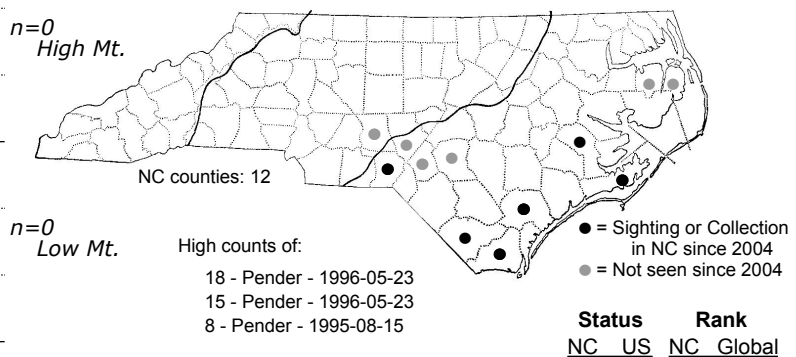 n=0
High Mt.
NC counties: 12
n=0
Low Mt.
High counts of:
18 - Pender - 1996-05-23
15 - Pender - 1996-05-23
8 - Pender - 1995-08-15
= Sighting or Collection
in NC since 2004
= Not seen since 2004
Status Rank
NC US NC Global